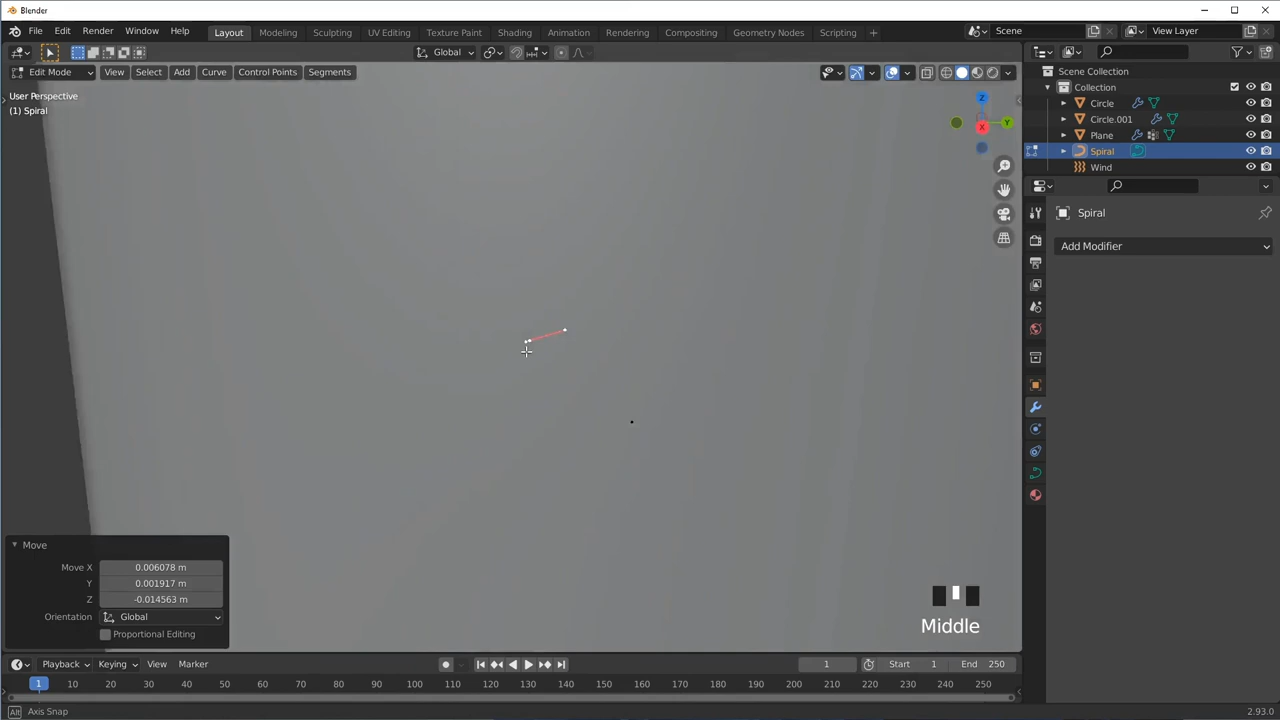 Blender
File Edit Render Window Help
Layout Modeling Sculpting UV Editing Texture Paint Shading Animation Rendering Compositing Geometry Nodes Scripting
Scene
View Layer
Global
Edit Mode View Select Add Curve Control Points Segments
User Perspective
(1) Spiral
Z
Y
X
Scene Collection
Collection
Circle
Circle.001
Plane
Spiral
Wind
Spiral
Add Modifier
Move
Move X 0.006078 m
Y 0.001917 m
Z -0.014563 m
Orientation Global
Proportional Editing
Middle
Playback Keying View Marker
1 Start 1 End 250
1 10 20 30 40 50 60 70 80 90 100 110 120 130 140 150 160 170 180 190 200 210 220 230 240 250
Alt Axis Snap
2.93.0